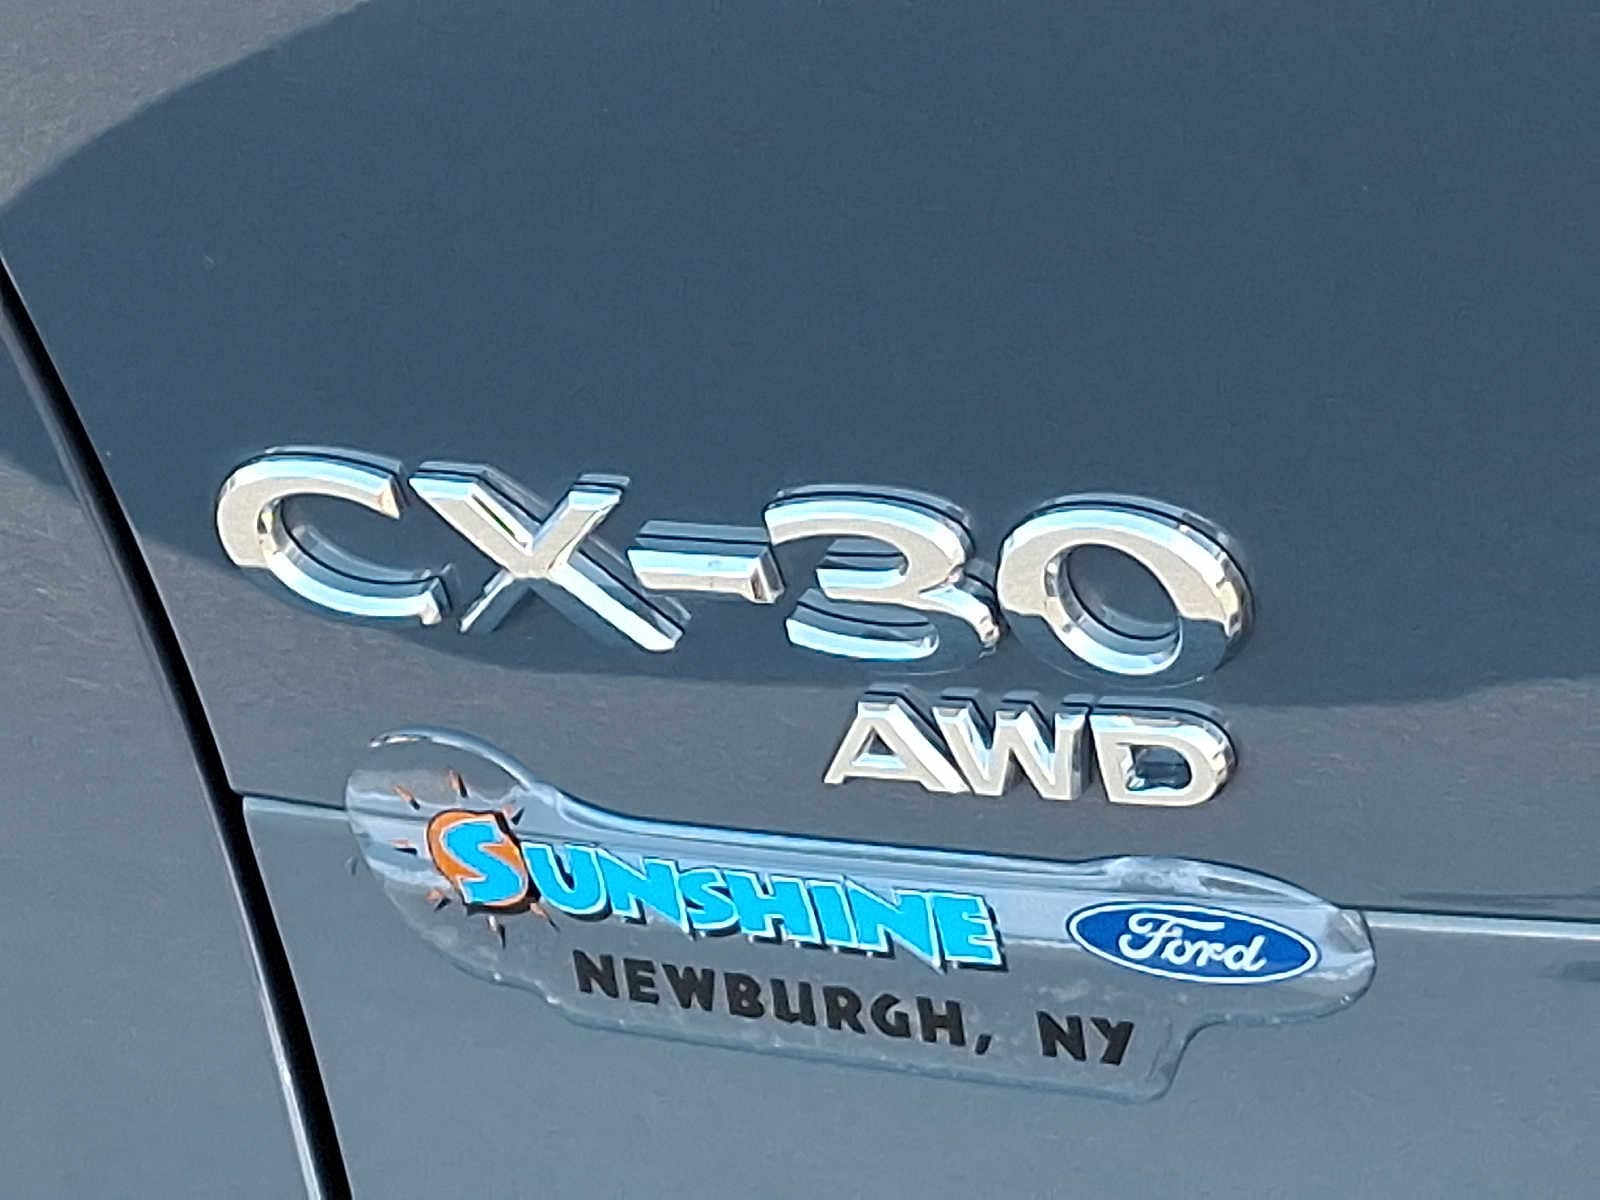 CX-30
AWD
SUNSHINE
Ford
NEWBURGH, NY